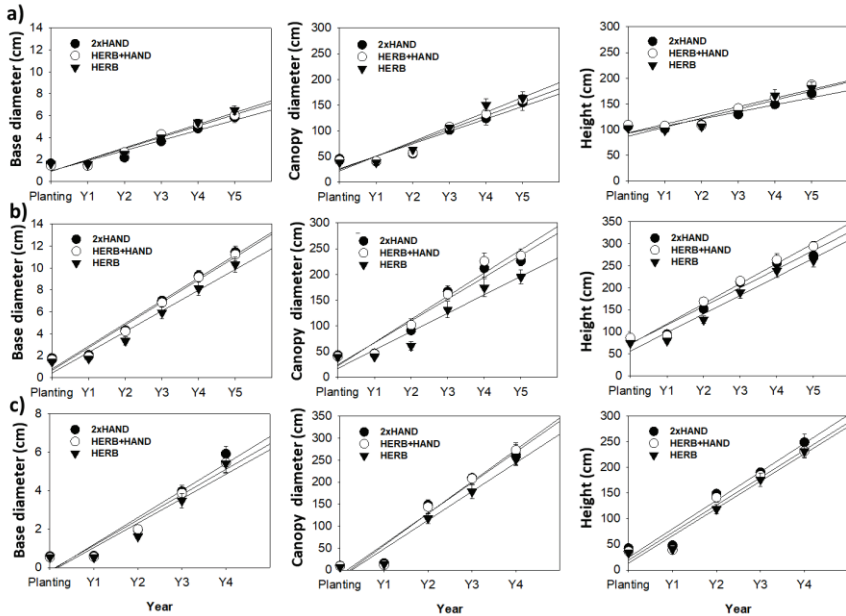 a)
Base diameter (cm)
14
12
10
8
6
4
2
0
2xHAND
HERB+HAND
HERB
Planting Y1 Y2 Y3 Y4 Y5
Canopy diameter (cm)
300
250
200
150
100
50
0
2xHAND
HERB+HAND
HERB
Planting Y1 Y2 Y3 Y4 Y5
Height (cm)
350
300
250
200
150
100
50
0
2xHAND
HERB+HAND
HERB
Planting Y1 Y2 Y3 Y4 Y5
b)
Base diameter (cm)
14
12
10
8
6
4
2
0
2xHAND
HERB+HAND
HERB
Planting Y1 Y2 Y3 Y4 Y5
Canopy diameter (cm)
300
250
200
150
100
50
0
2xHAND
HERB+HAND
HERB
Planting Y1 Y2 Y3 Y4 Y5
Height (cm)
350
300
250
200
150
100
50
0
2xHAND
HERB+HAND
HERB
Planting Y1 Y2 Y3 Y4 Y5
c)
Base diameter (cm)
8
6
4
2
0
2xHAND
HERB+HAND
HERB
Planting Y1 Y2 Y3 Y4
Year
Canopy diameter (cm)
350
300
250
200
150
100
50
0
2xHAND
HERB+HAND
HERB
Planting Y1 Y2 Y3 Y4
Year
Height (cm)
300
250
200
150
100
50
0
2xHAND
HERB+HAND
HERB
Planting Y1 Y2 Y3 Y4
Year